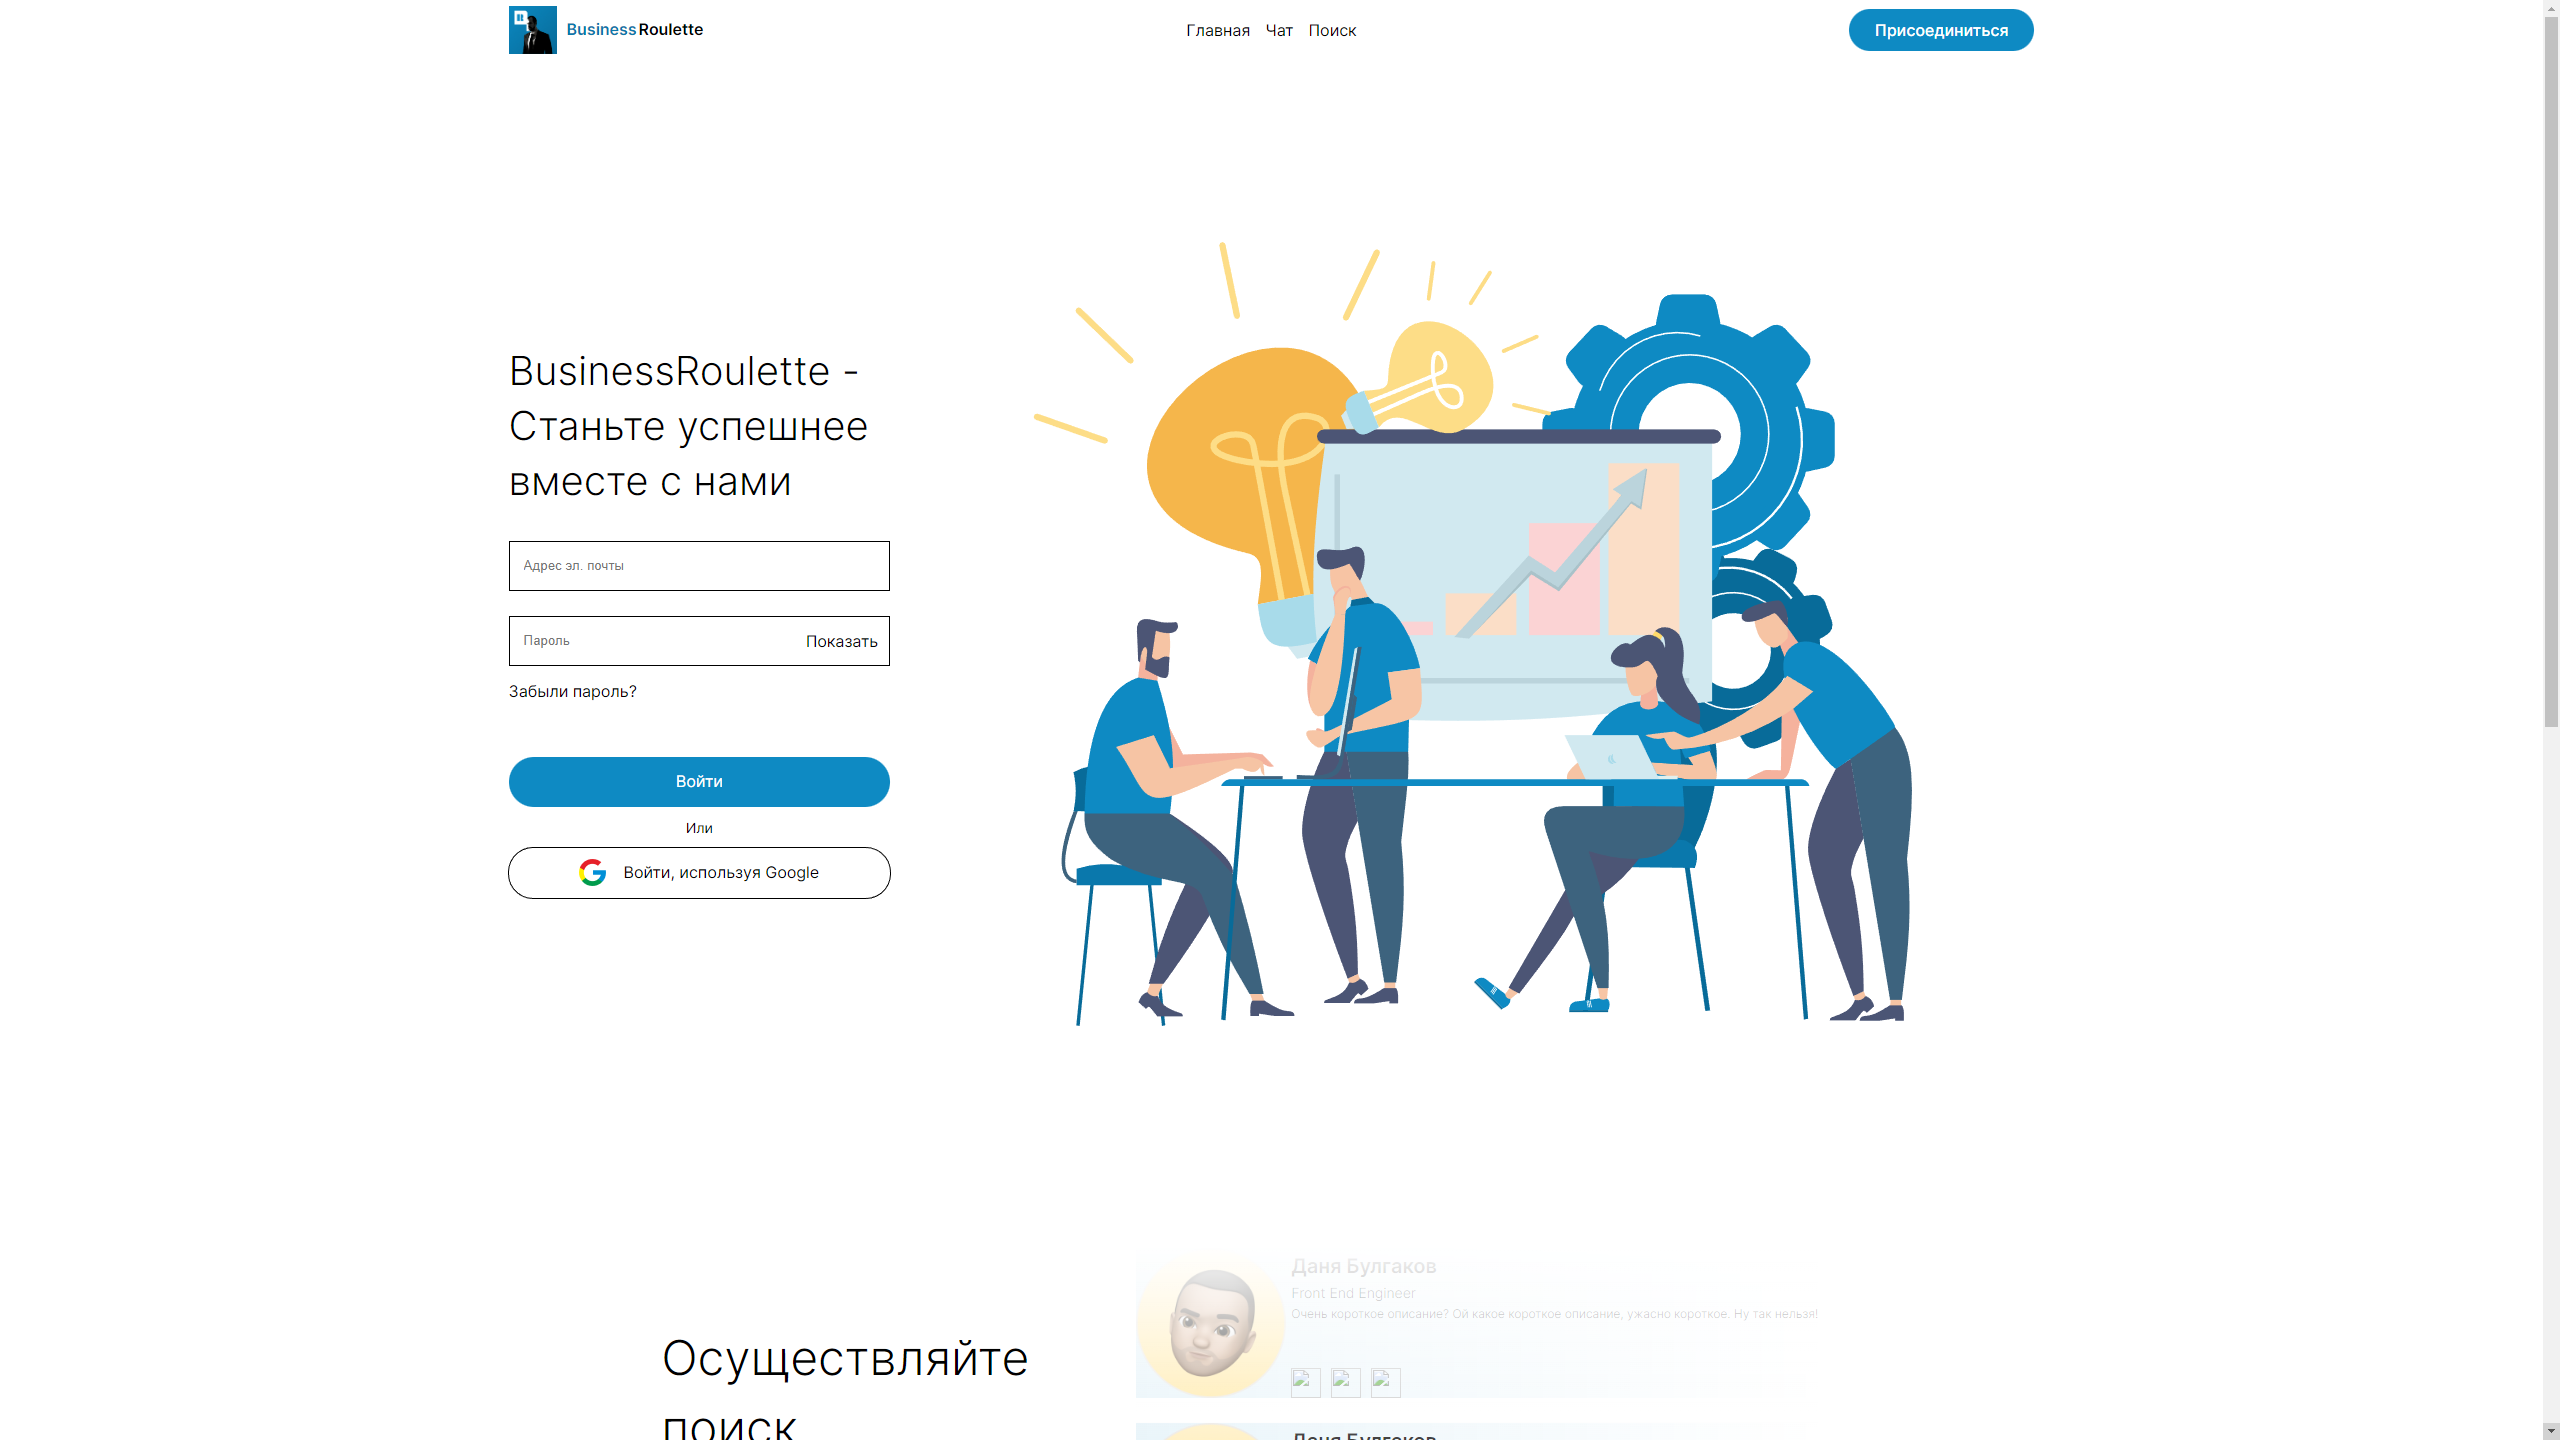 BusinessRoulette
Главная Чат Поиск
Присоединиться
BusinessRoulette -
Станьте успешнее
вместе с нами
Адрес эл. почты
Пароль
Показать
Забыли пароль?
Войти
Или
Войти, используя Google
Даня Булгаков
Front End Engineer
Очень короткое описание? Ой какое короткое описание, ужасно короткое. Ну так нельзя!
Осуществляйте
поиск
Даня Булгаков